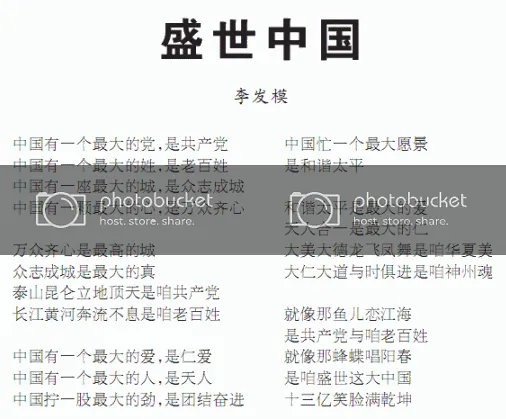 盛世中国
李发模
中国有一个最大的党,是共产党
中国有一个最大的姓,是老百姓
中国有一座最大的城,是众志成城
中国有一颗最大的心,是万众齐心
万众齐心是最高的城
众志成城是最大的真
泰山昆仑立地顶天是咱共产党
长江黄河奔流不息是咱老百姓
中国有一个最大的爱,是仁爱
中国有一个最大的人,是天人
中国拧一股最大的劲,是团结奋进
中国忙一个最大愿景
是和谐太平
和谐太平是最大的爱
天人合一是最大的仁
大美大德龙飞凤舞是咱华夏美
大仁大道与时俱进是咱神州魂
就像那鱼儿恋江海
是共产党与咱老百姓
就像那蜂蝶唱阳春
是咱盛世这大中国
十三亿笑脸满乾坤
photobucket
host. store. share.
photobucket
host. store. share.